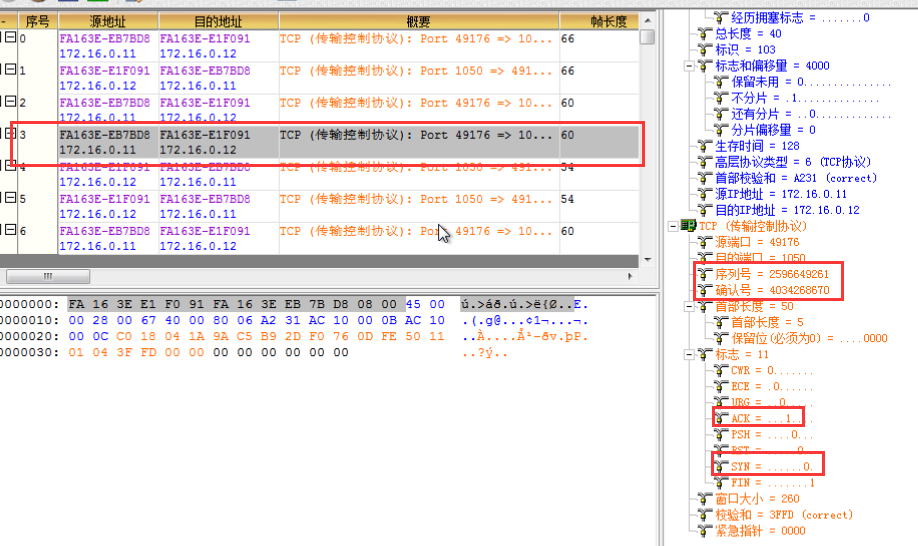 序号 源地址 目的地址 概要 帧长度
0 FA163E-EB7BD8 FA163E-E1F091 TCP (传输控制协议): Port 49176 => 10... 66
172.16.0.11 172.16.0.12
1 FA163E-E1F091 FA163E-EB7BD8 TCP (传输控制协议): Port 1050 => 491... 66
172.16.0.12 172.16.0.11
2 FA163E-EB7BD8 FA163E-E1F091 TCP (传输控制协议): Port 49176 => 10... 60
172.16.0.11 172.16.0.12
3 FA163E-EB7BD8 FA163E-E1F091 TCP (传输控制协议): Port 49176 => 10... 60
172.16.0.11 172.16.0.12
4 FA163E-E1F091 FA163E-EB7BD8 TCP (传输控制协议): Port 1050 => 491... 54
172.16.0.12 172.16.0.11
5 FA163E-E1F091 FA163E-EB7BD8 TCP (传输控制协议): Port 1050 => 491... 54
172.16.0.12 172.16.0.11
6 FA163E-EB7BD8 FA163E-E1F091 TCP (传输控制协议): Port 49176 => 10... 60
172.16.0.11 172.16.0.12
0000000: FA 16 3E E1 F0 91 FA 16 3E EB 7B D8 08 00 45 00 ú.>áð.ú.>ë{Ø..E.
0000010: 00 28 00 67 40 00 80 06 A2 31 AC 10 00 0B AC 10 .(.g@...¢1¬...¬.
0000020: 00 0C C0 18 04 1A 9A C5 B9 2D F0 76 0D FE 50 11 ..À....Å¹-ðv.þP.
0000030: 01 04 3F FD 00 00 00 00 00 00 00 00 ..?ý..
经历拥塞标志 = .......0
总长度 = 40
标识 = 103
标志和偏移量 = 4000
保留未用 = 0...............
不分片 = .1..............
还有分片 = ..0.............
分片偏移量 = 0
生存时间 = 128
高层协议类型 = 6 (TCP协议)
首部校验和 = A231 (correct)
源IP地址 = 172.16.0.11
目的IP地址 = 172.16.0.12
TCP (传输控制协议)
源端口 = 49176
目的端口 = 1050
序列号 = 2596649261
确认号 = 4034268670
首部长度 = 50
首部长度 = 5
保留位(必须为0) = ....0000
标志 = 11
CWR = 0.......
ECE = .0......
URG = ..0.....
ACK = ...1....
PSH = ....0...
RST = .....0..
SYN = ......0.
FIN = .......1
窗口大小 = 260
校验和 = 3FFD (correct)
紧急指针 = 0000